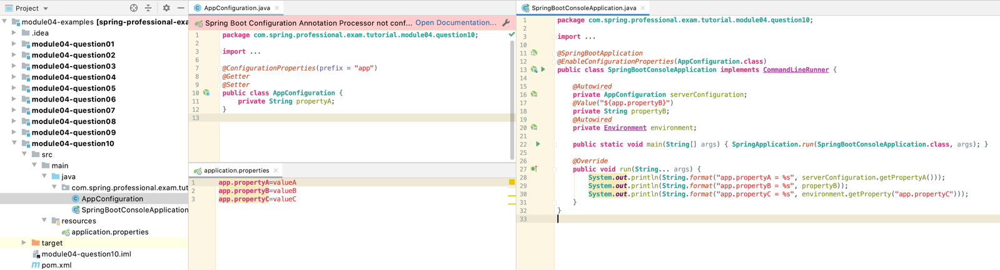 Project
module04-examples [spring-professional-exa
.idea
module04-question01
module04-question02
module04-question03
module04-question04
module04-question05
module04-question06
module04-question07
module04-question08
module04-question09
module04-question10
src
main
java
com.spring.professional.exam.tut
AppConfiguration
SpringBootConsoleApplication
resources
application.properties
target
module04-question10.iml
pom.xml
AppConfiguration.java
Spring Boot Configuration Annotation Processor not conf... Open Documentation...
1 package com.spring.professional.exam.tutorial.module04.question10;
2
3 import ...
6
7 @ConfigurationProperties(prefix = "app")
8 @Getter
9 @Setter
10 public class AppConfiguration {
11 private String propertyA;
12 }
13
application.properties
1 app.propertyA=valueA
2 app.propertyB=valueB
3 app.propertyC=valueC
SpringBootConsoleApplication.java
1 package com.spring.professional.exam.tutorial.module04.question10;
2
3 import ...
10
11 @SpringBootApplication
12 @EnableConfigurationProperties(AppConfiguration.class)
13 public class SpringBootConsoleApplication implements CommandLineRunner {
14
15 @Autowired
16 private AppConfiguration serverConfiguration;
17 @Value("${app.propertyB}")
18 private String propertyB;
19 @Autowired
20 private Environment environment;
21
22 public static void main(String[] args) { SpringApplication.run(SpringBootConsoleApplication.class, args); }
25
26 @Override
27 public void run(String... args) {
28 System.out.println(String.format("app.propertyA = %s", serverConfiguration.getPropertyA()));
29 System.out.println(String.format("app.propertyB = %s", propertyB));
30 System.out.println(String.format("app.propertyC = %s", environment.getProperty("app.propertyC")));
31 }
32 }
33